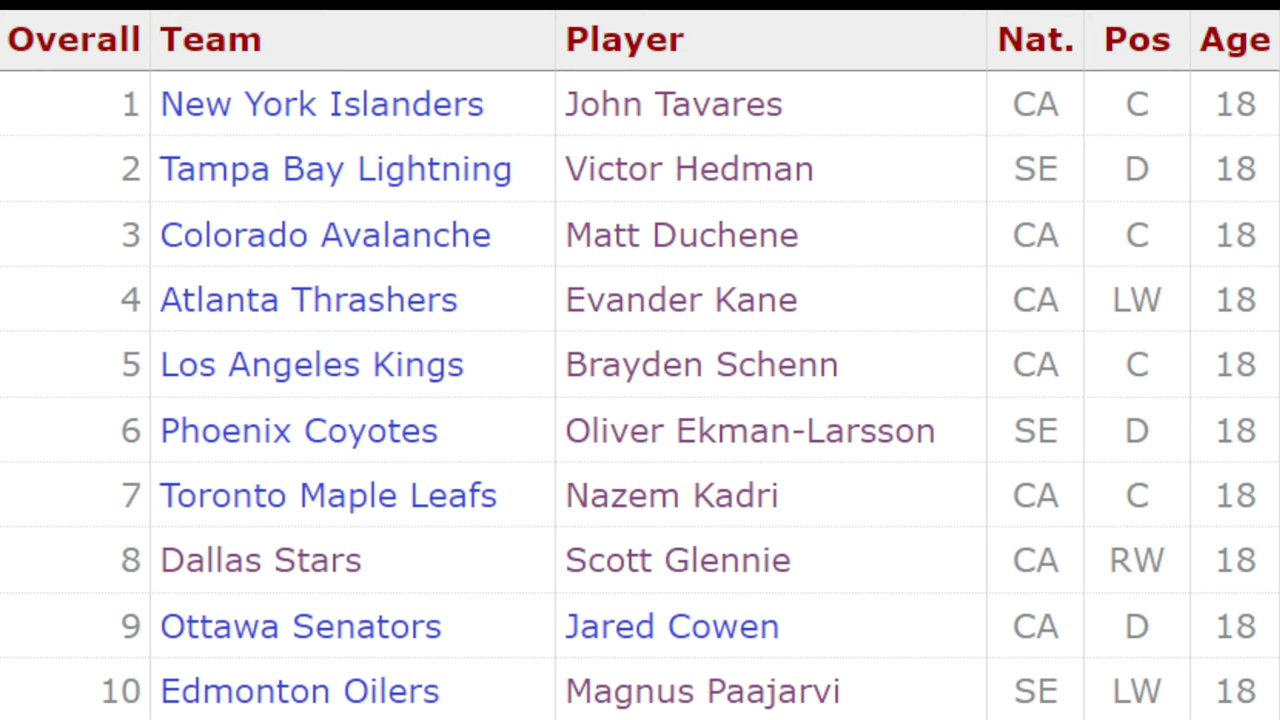 Overall Team Player Nat. Pos Age
1 New York Islanders John Tavares CA C 18
2 Tampa Bay Lightning Victor Hedman SE D 18
3 Colorado Avalanche Matt Duchene CA C 18
4 Atlanta Thrashers Evander Kane CA LW 18
5 Los Angeles Kings Brayden Schenn CA C 18
6 Phoenix Coyotes Oliver Ekman-Larsson SE D 18
7 Toronto Maple Leafs Nazem Kadri CA C 18
8 Dallas Stars Scott Glennie CA RW 18
9 Ottawa Senators Jared Cowen CA D 18
10 Edmonton Oilers Magnus Paajarvi SE LW 18